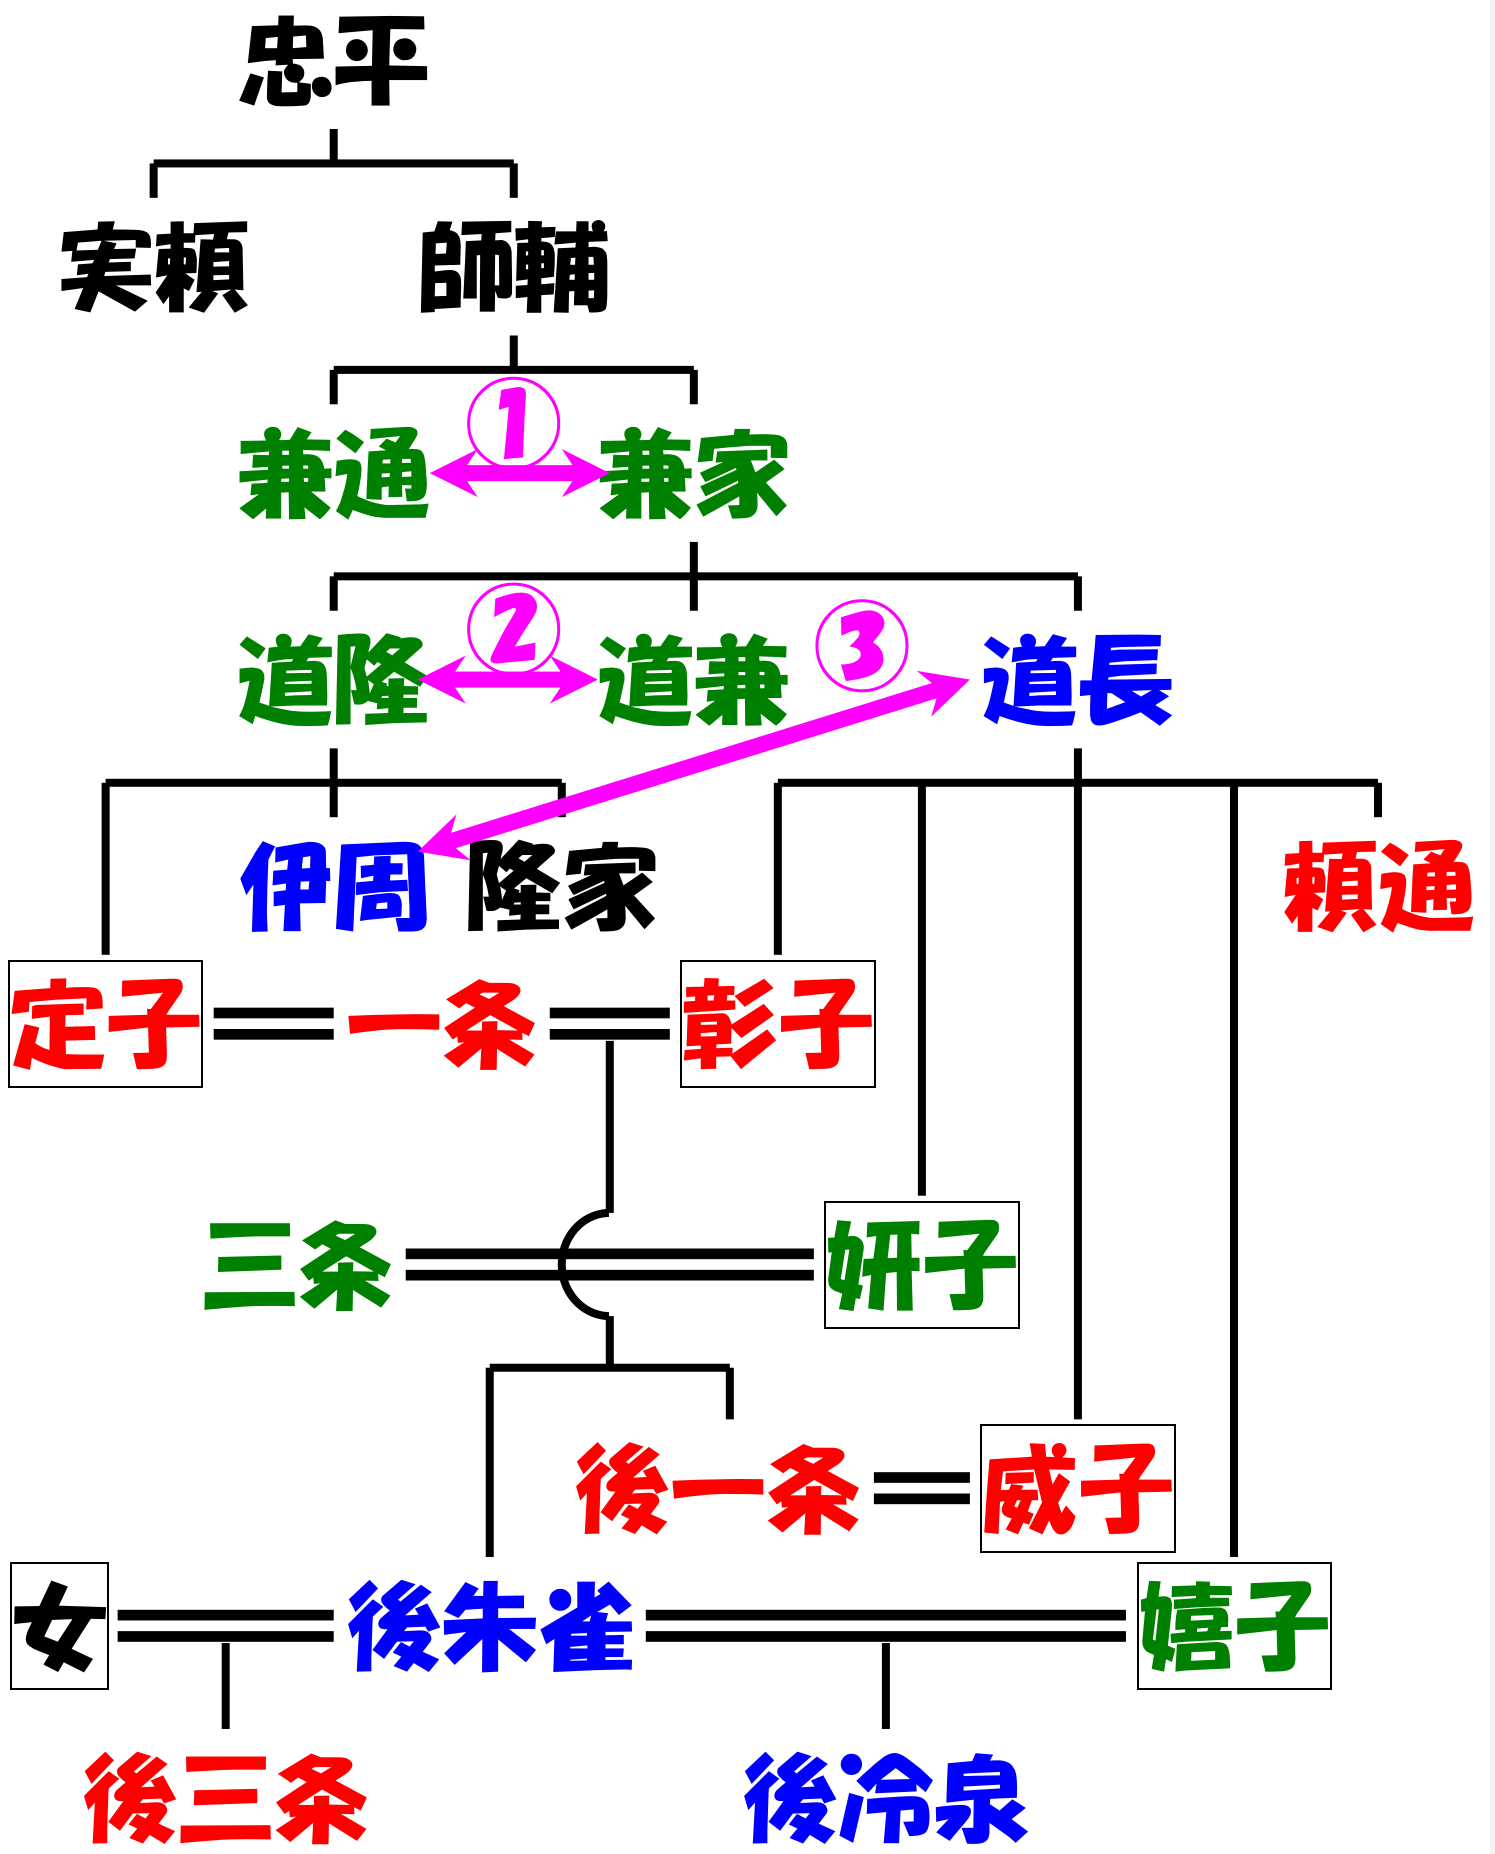 忠平
実頼 師輔
①
兼通 兼家
② ③
道隆 道兼 道長
伊周 隆家 頼通
定子 一条 彰子
三条 妍子
後一条 威子
女 後朱雀 嬉子
後三条 後冷泉